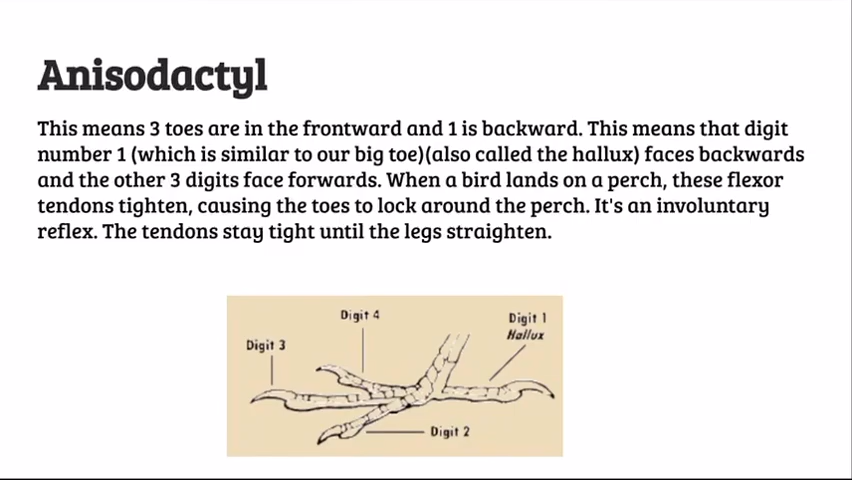 Anisodactyl
This means 3 toes are in the frontward and 1 is backward. This means that digit
number 1 (which is similar to our big toe)(also called the hallux) faces backwards
and the other 3 digits face forwards. When a bird lands on a perch, these flexor
tendons tighten, causing the toes to lock around the perch. It's an involuntary
reflex. The tendons stay tight until the legs straighten.
Digit 4
Digit 1
Hallux
Digit 3
Digit 2